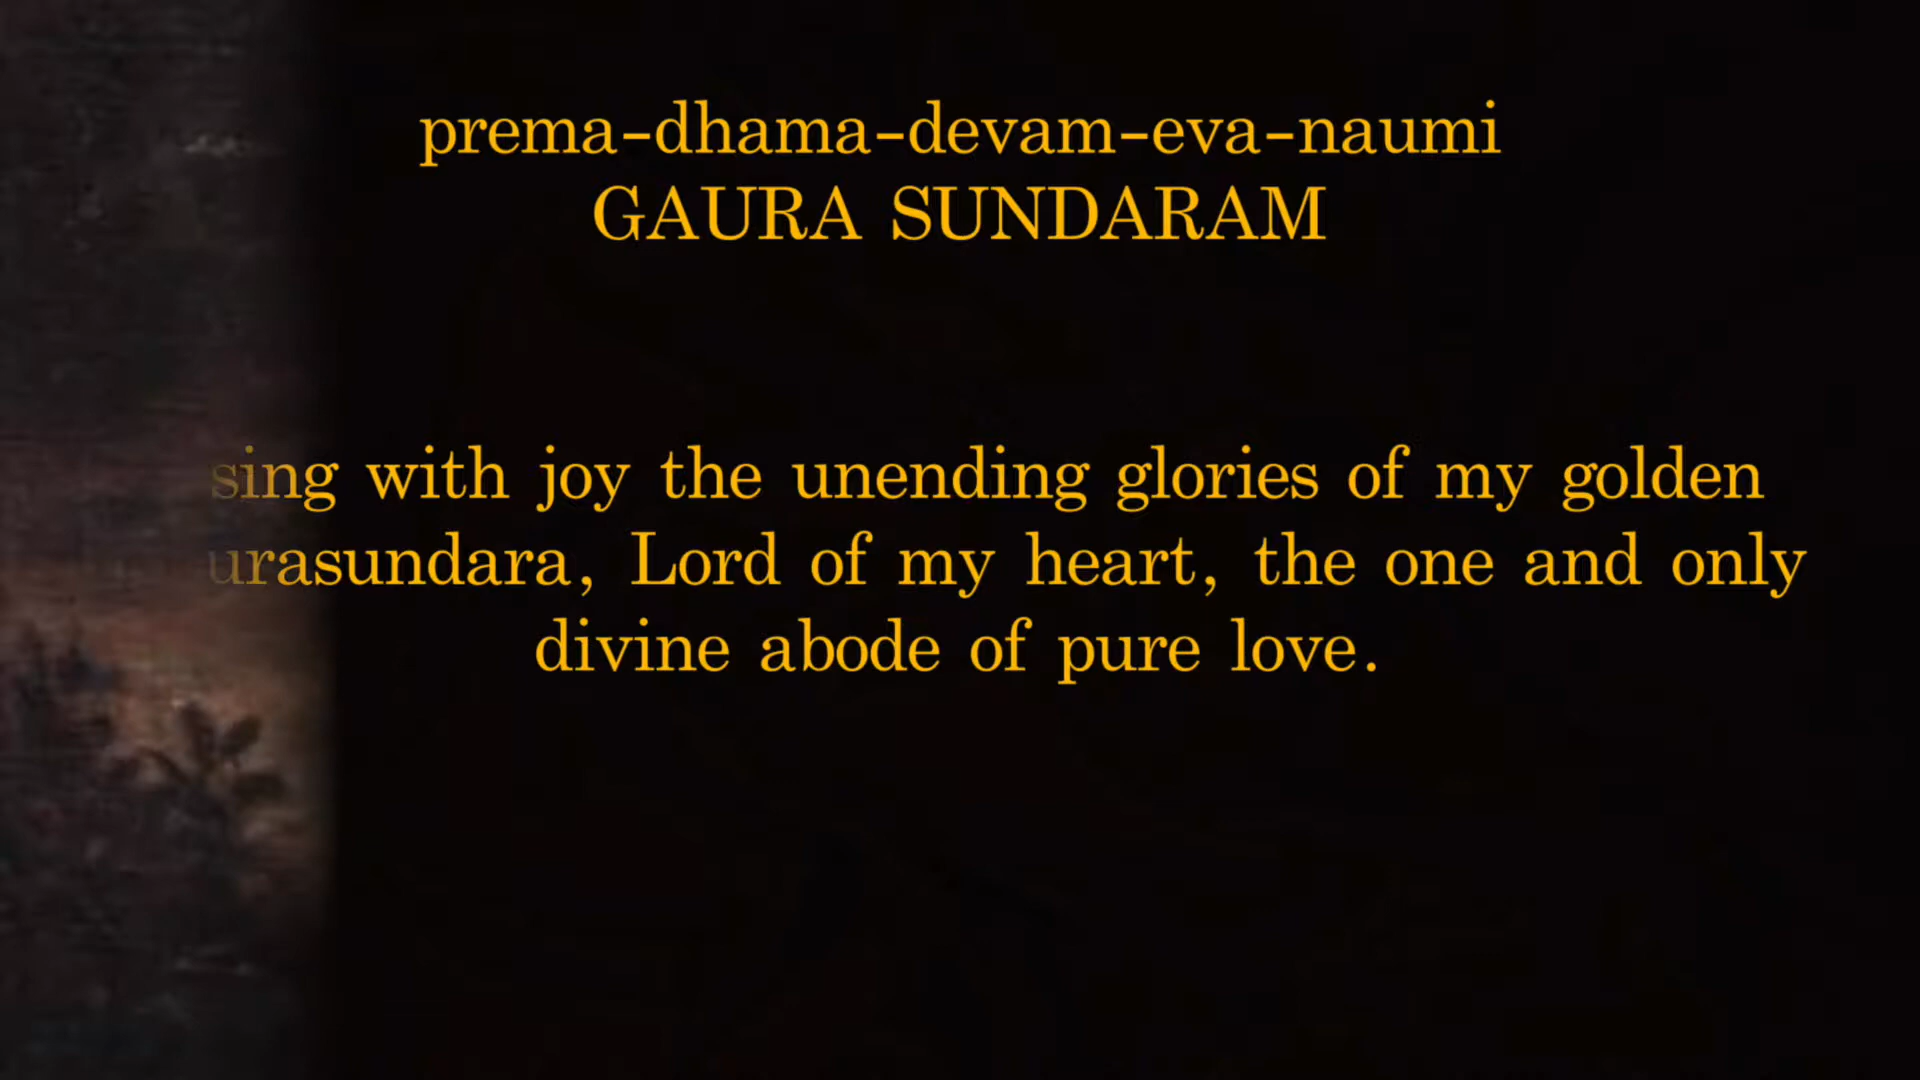 prema-dhama-devam-eva-naumi
GAURA SUNDARAM
sing with joy the unending glories of my golden
urasundara, Lord of my heart, the one and only
divine abode of pure love.